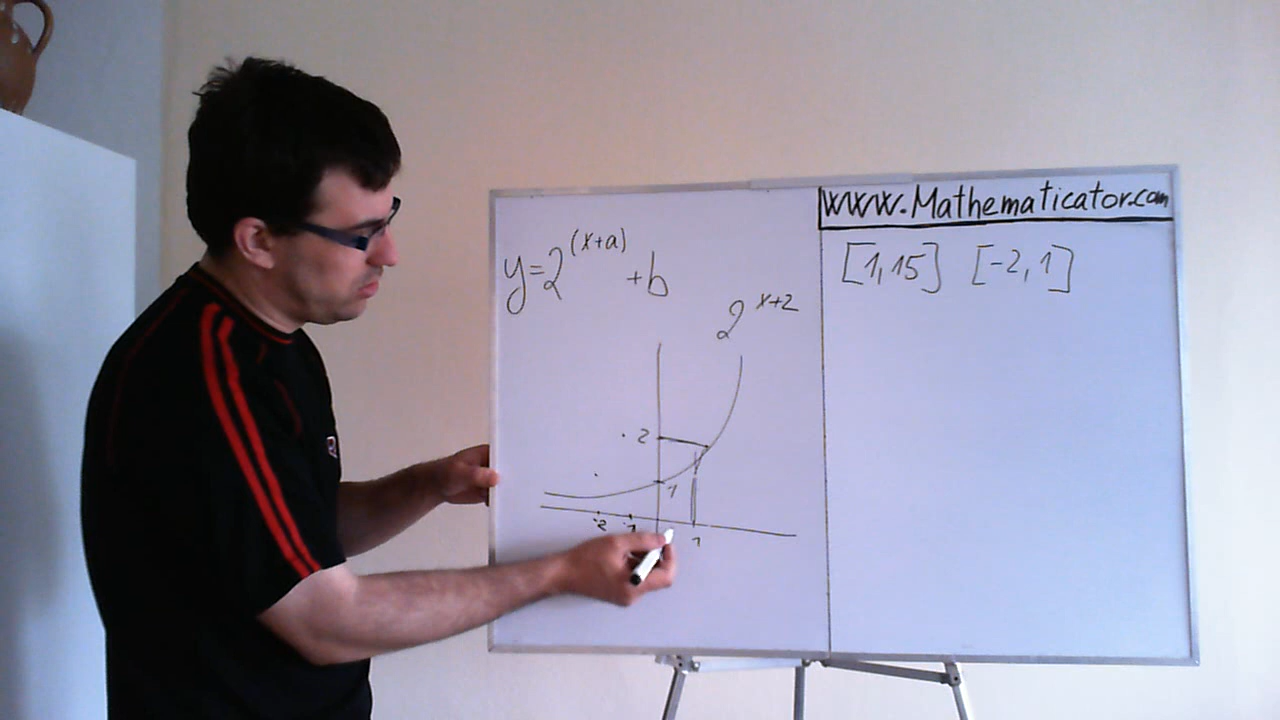 y=2^(x+a) +b
2^x+2
2
1
-2 -1 1
www.Mathematicator.com
[1,15] [-2,1]